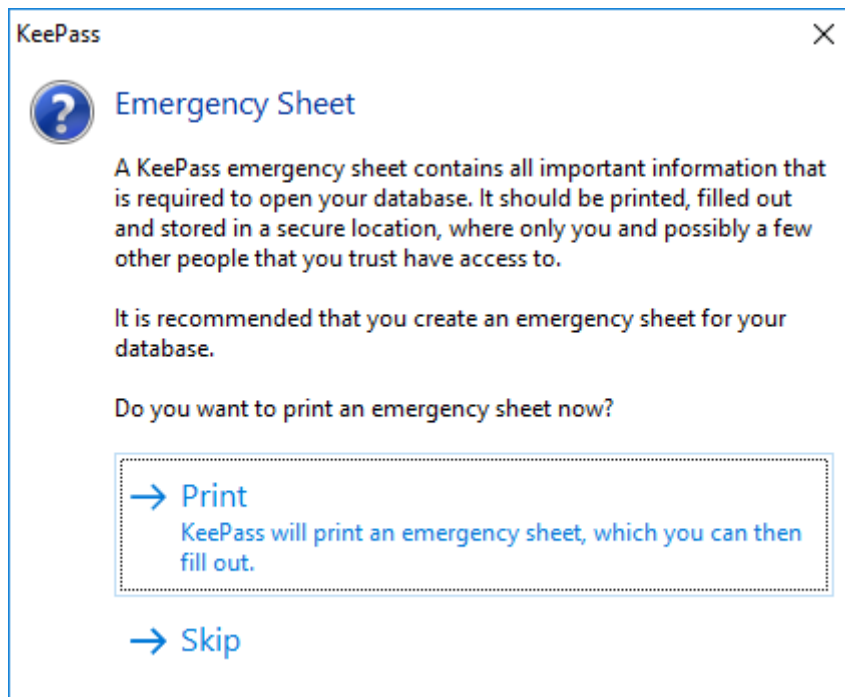 KeePass
Emergency Sheet
A KeePass emergency sheet contains all important information that
is required to open your database. It should be printed, filled out
and stored in a secure location, where only you and possibly a few
other people that you trust have access to.
It is recommended that you create an emergency sheet for your
database.
Do you want to print an emergency sheet now?
Print
KeePass will print an emergency sheet, which you can then
fill out.
Skip